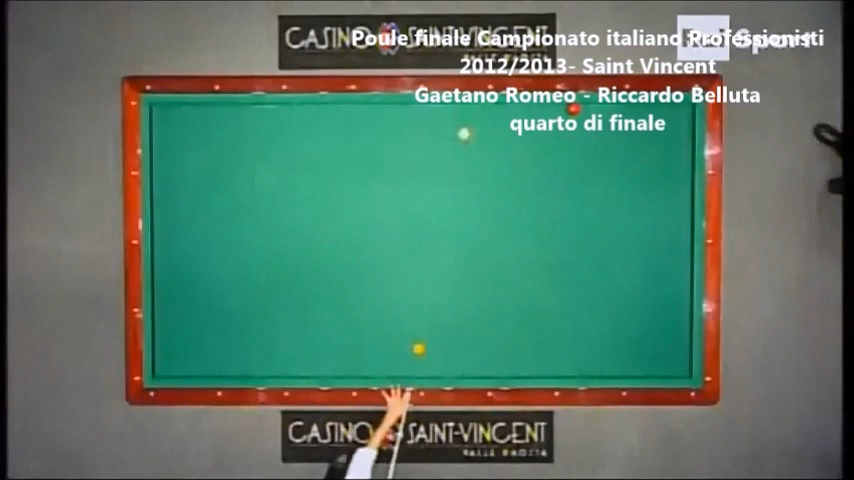 CASINO SAINT-VINCENT
Poule finale Campionato italiano Professionisti
Sport
2012/2013- Saint Vincent
Gaetano Romeo - Riccardo Belluta
quarto di finale
CASINO SAINT-VINCENT